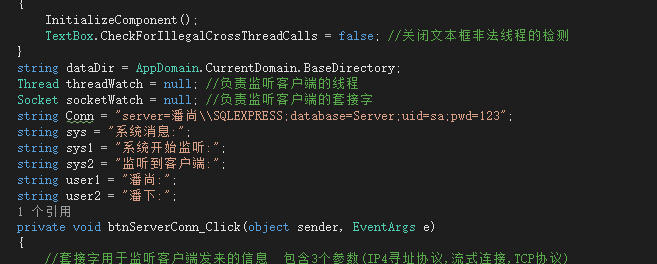 {
InitializeComponent();
TextBox.CheckForIllegalCrossThreadCalls = false; //关闭文本框非法线程的检测
}
string dataDir = AppDomain.CurrentDomain.BaseDirectory;
Thread threadWatch = null; //负责监听客户端的线程
Socket socketWatch = null; //负责监听客户端的套接字
string Conn = "server=潘尚\\SQLEXPRESS;database=Server;uid=sa;pwd=123";
string sys = "系统消息:";
string sys1 = "系统开始监听:";
string sys2 = "监听到客户端:";
string user1 = "潘尚:";
string user2 = "潘下:";
1 个引用
private void btnServerConn_Click(object sender, EventArgs e)
{
//套接字用于监听客户端发来的信息 包含3个参数(IP4寻址协议,流式连接,TCP协议)